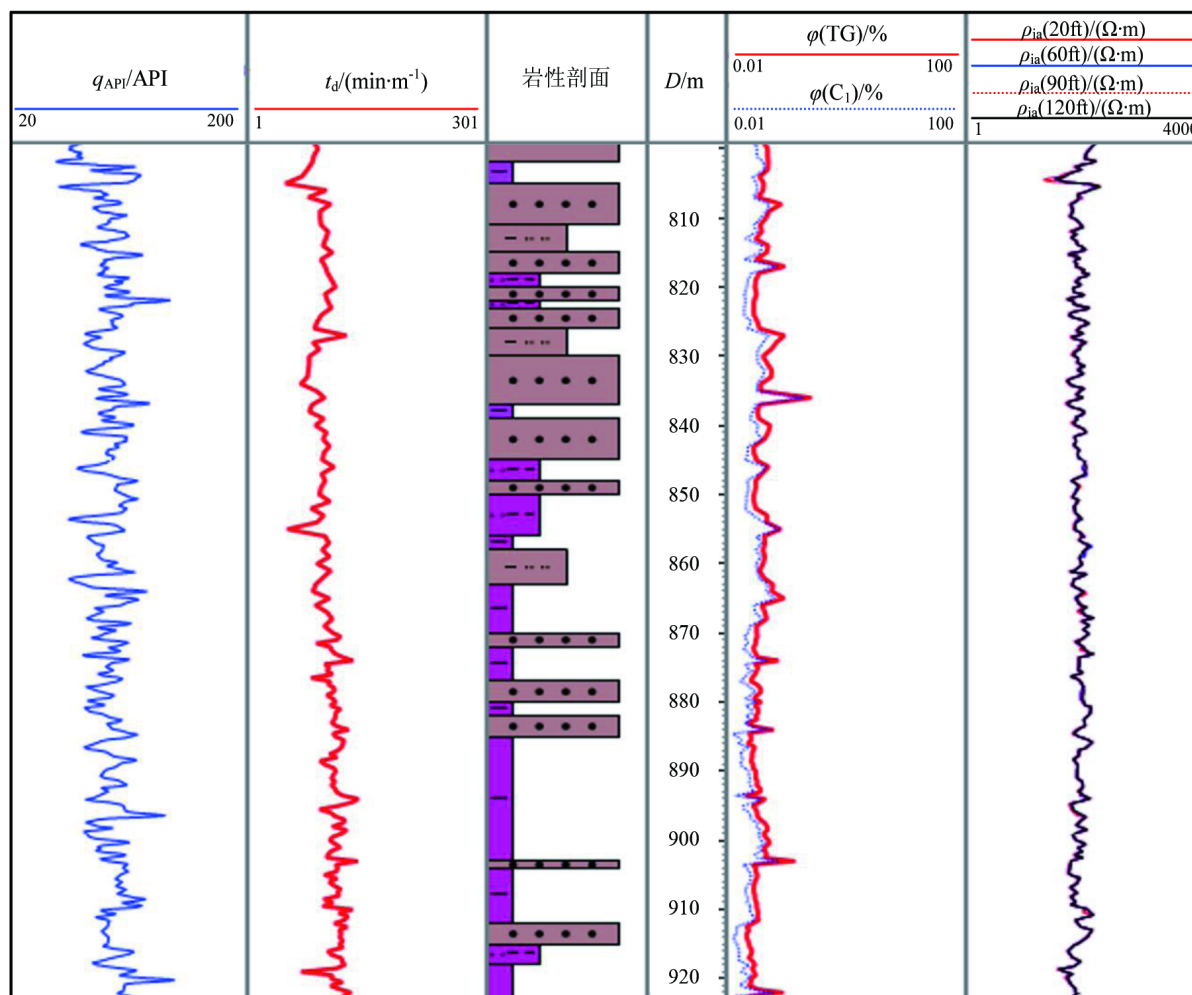 q_API/API
20 200
t_d/(min·m⁻¹)
1 301
岩性剖面
D/m
φ(TG)/%
0.01 100
φ(C₁)/%
0.01 100
ρ_ia(20ft)/(Ω·m)
ρ_ia(60ft)/(Ω·m)
ρ_ia(90ft)/(Ω·m)
ρ_ia(120ft)/(Ω·m)
1 4000
810
820
830
840
850
860
870
880
890
900
910
920